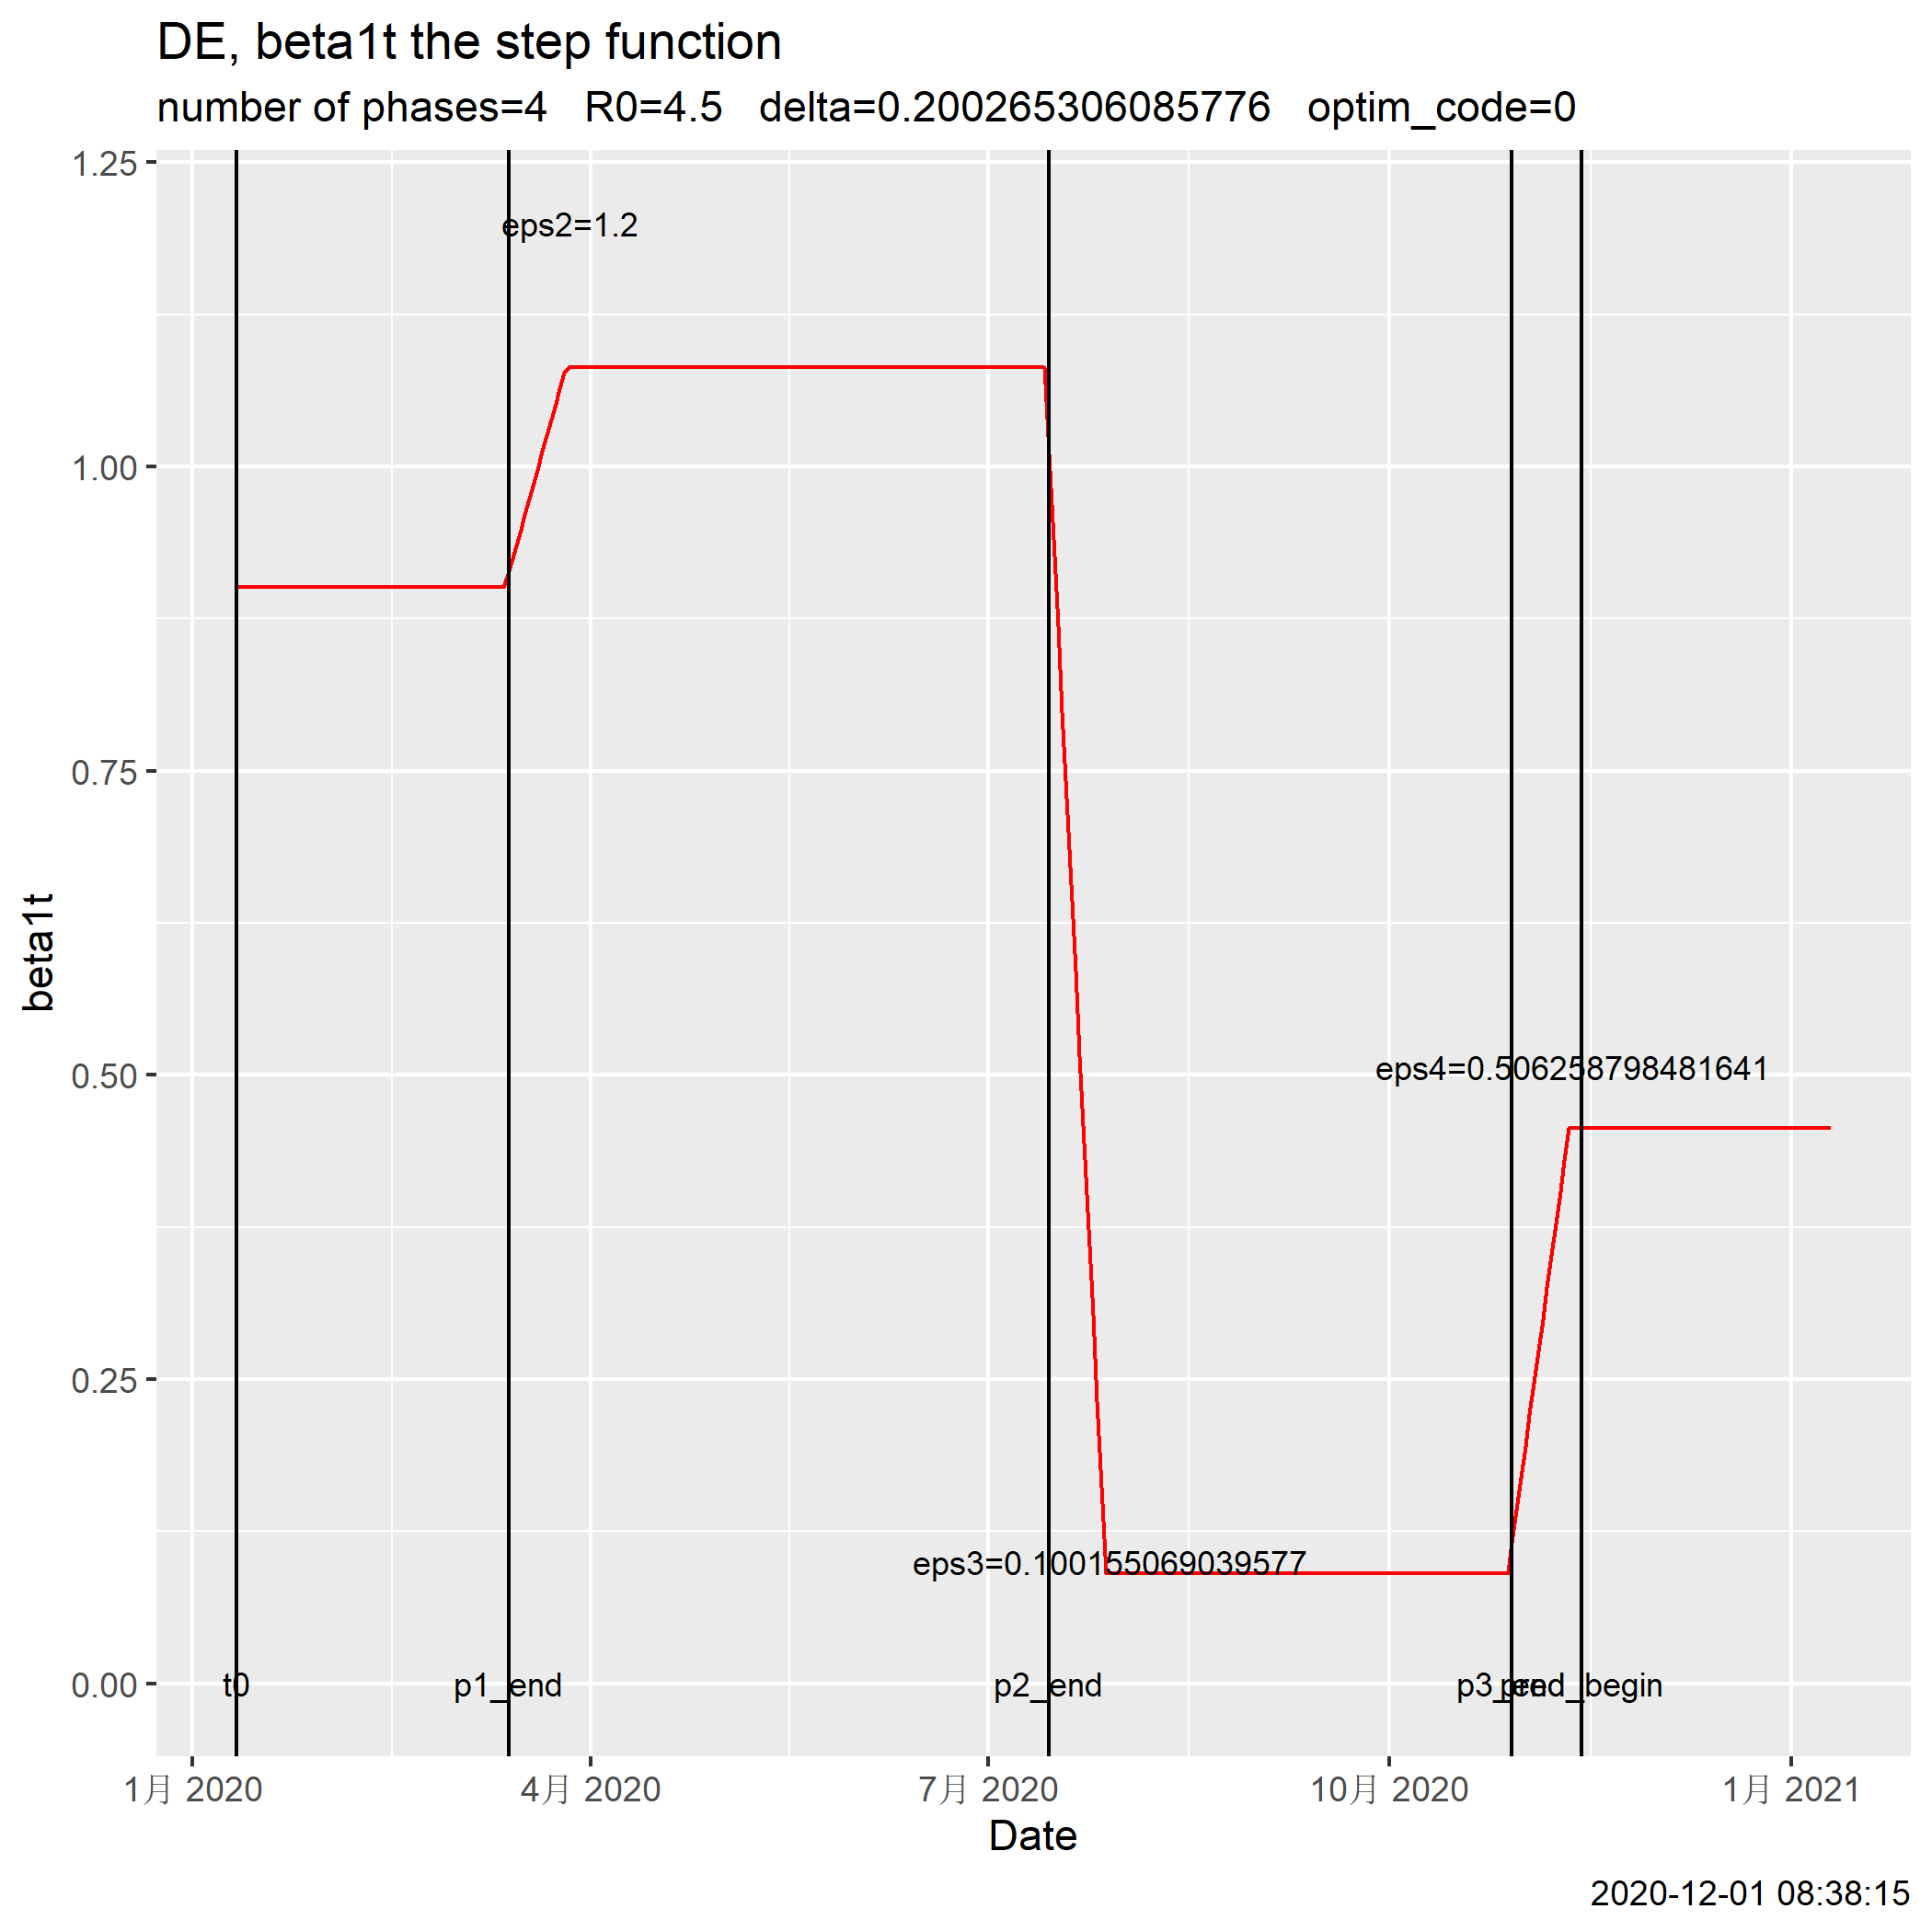 DE, beta1t the step function
number of phases=4   R0=4.5   delta=0.200265306085776   optim_code=0
1.25
eps2=1.2
1.00
0.75
beta1t
0.50
eps4=0.506258798481641
0.25
eps3=0.100155069039577
0.00
t0
p1_end
p2_end
1月 2020
4月 2020
7月 2020
10月 2020
1月 2021
Date
2020-12-01 08:38:15